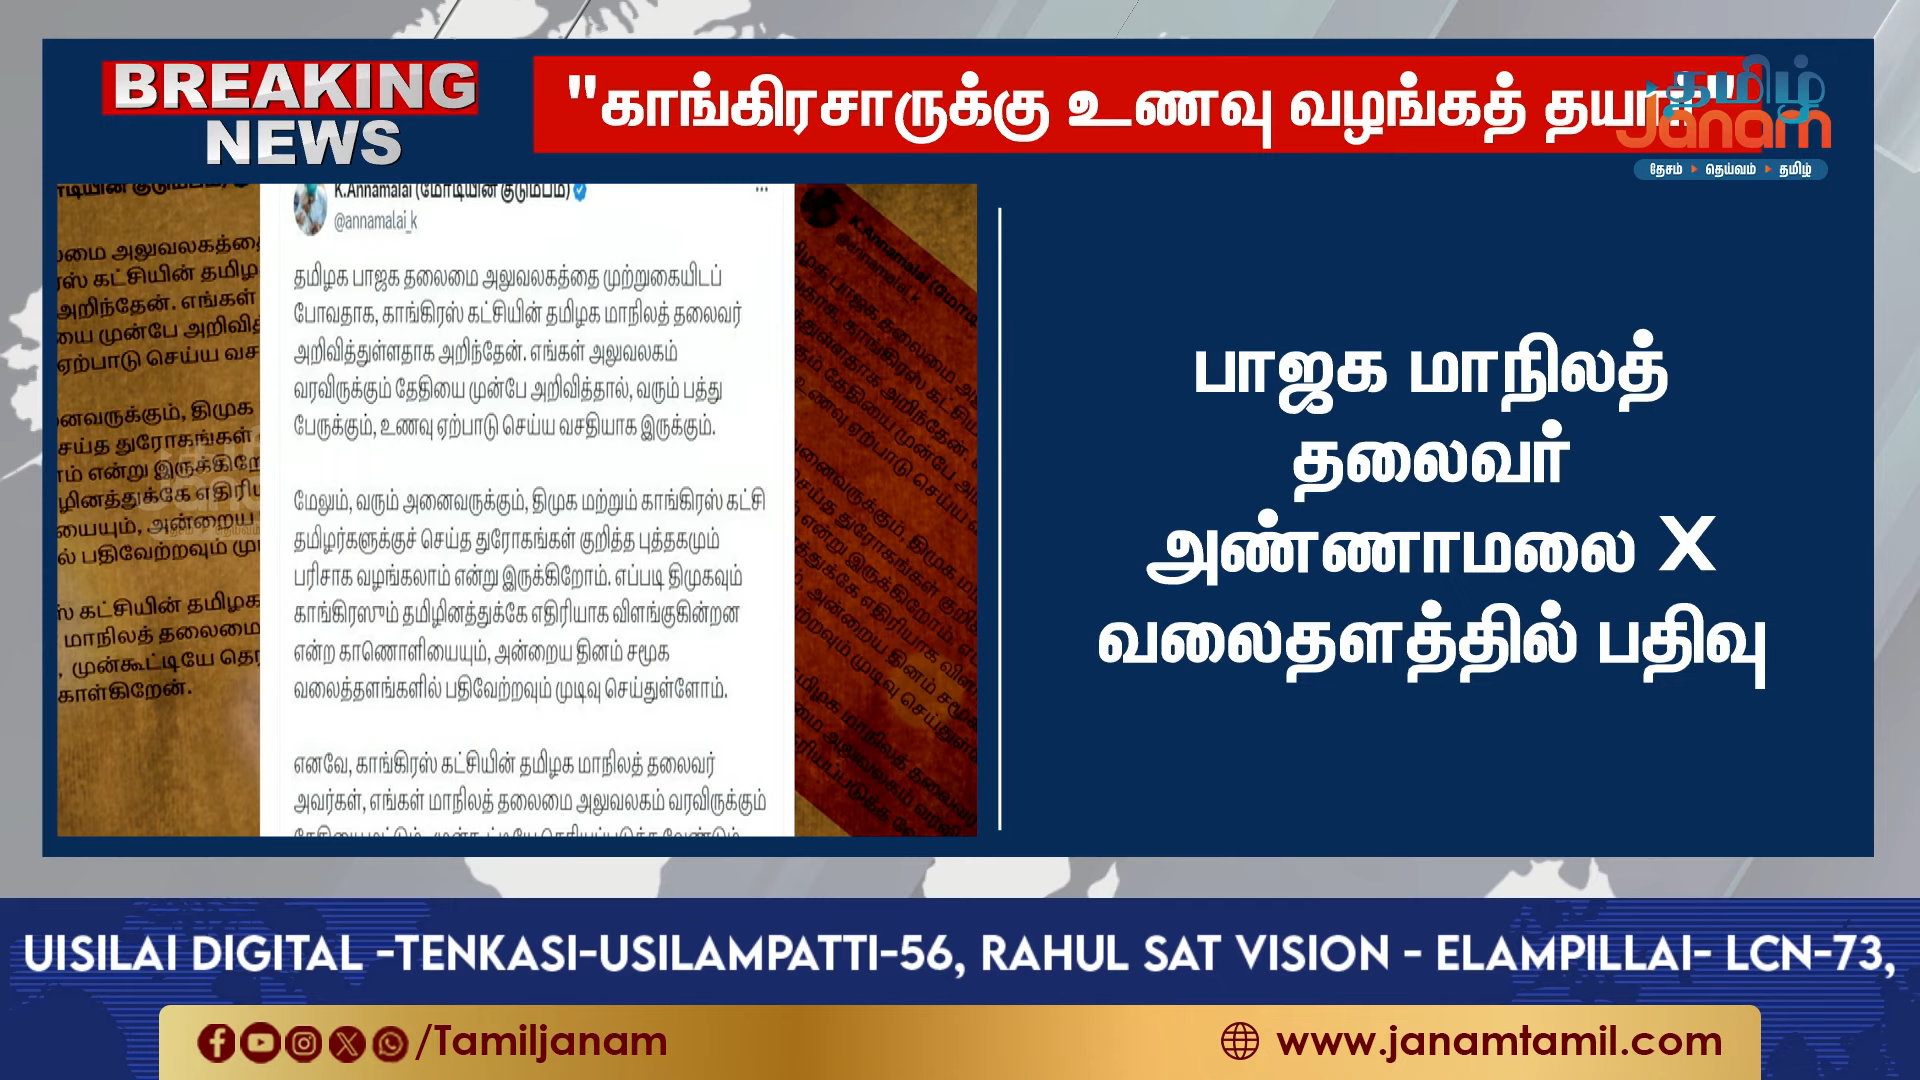 BREAKING
NEWS
"காங்கிரசாருக்கு உணவு வழங்கத்
தமிழ்
Janam
தேசம் தெய்வம் தமிழ்
K.Annamalai (மோடியின் குடும்பம்)
@annamalai_k
தமிழக பாஜக தலைமை அலுவலகத்தை முற்றுகையிடப்
போவதாக, காங்கிரஸ் கட்சியின் தமிழக மாநிலத் தலைவர்
அறிவித்துள்ளதாக அறிந்தேன். எங்கள் அலுவலகம்
வரவிருக்கும் தேதியை முன்பே அறிவித்தால், வரும் பத்து
பேருக்கும், உணவு ஏற்பாடு செய்ய வசதியாக இருக்கும்.
மேலும், வரும் அனைவருக்கும், திமுக மற்றும் காங்கிரஸ் கட்சி
தமிழர்களுக்குச் செய்த துரோகங்கள் குறித்த புத்தகமும்
பரிசாக வழங்கலாம் என்று இருக்கிறோம். எப்படி திமுகவும்
காங்கிரஸும் தமிழினத்துக்கே எதிரியாக விளங்குகின்றன
என்ற காணொளியையும், அன்றைய தினம் சமூக
வலைத்தளங்களில் பதிவேற்றவும் முடிவு செய்துள்ளோம்.
எனவே, காங்கிரஸ் கட்சியின் தமிழக மாநிலத் தலைவர்
அவர்கள், எங்கள் மாநிலத் தலைமை அலுவலகம் வரவிருக்கும்
பாஜக மாநிலத்
தலைவர்
அண்ணாமலை X
வலைதளத்தில் பதிவு
UISILAI DIGITAL -TENKASI-USILAMPATTI-56, RAHUL SAT VISION - ELAMPILLAI- LCN-73,
/Tamiljanam
www.janamtamil.com